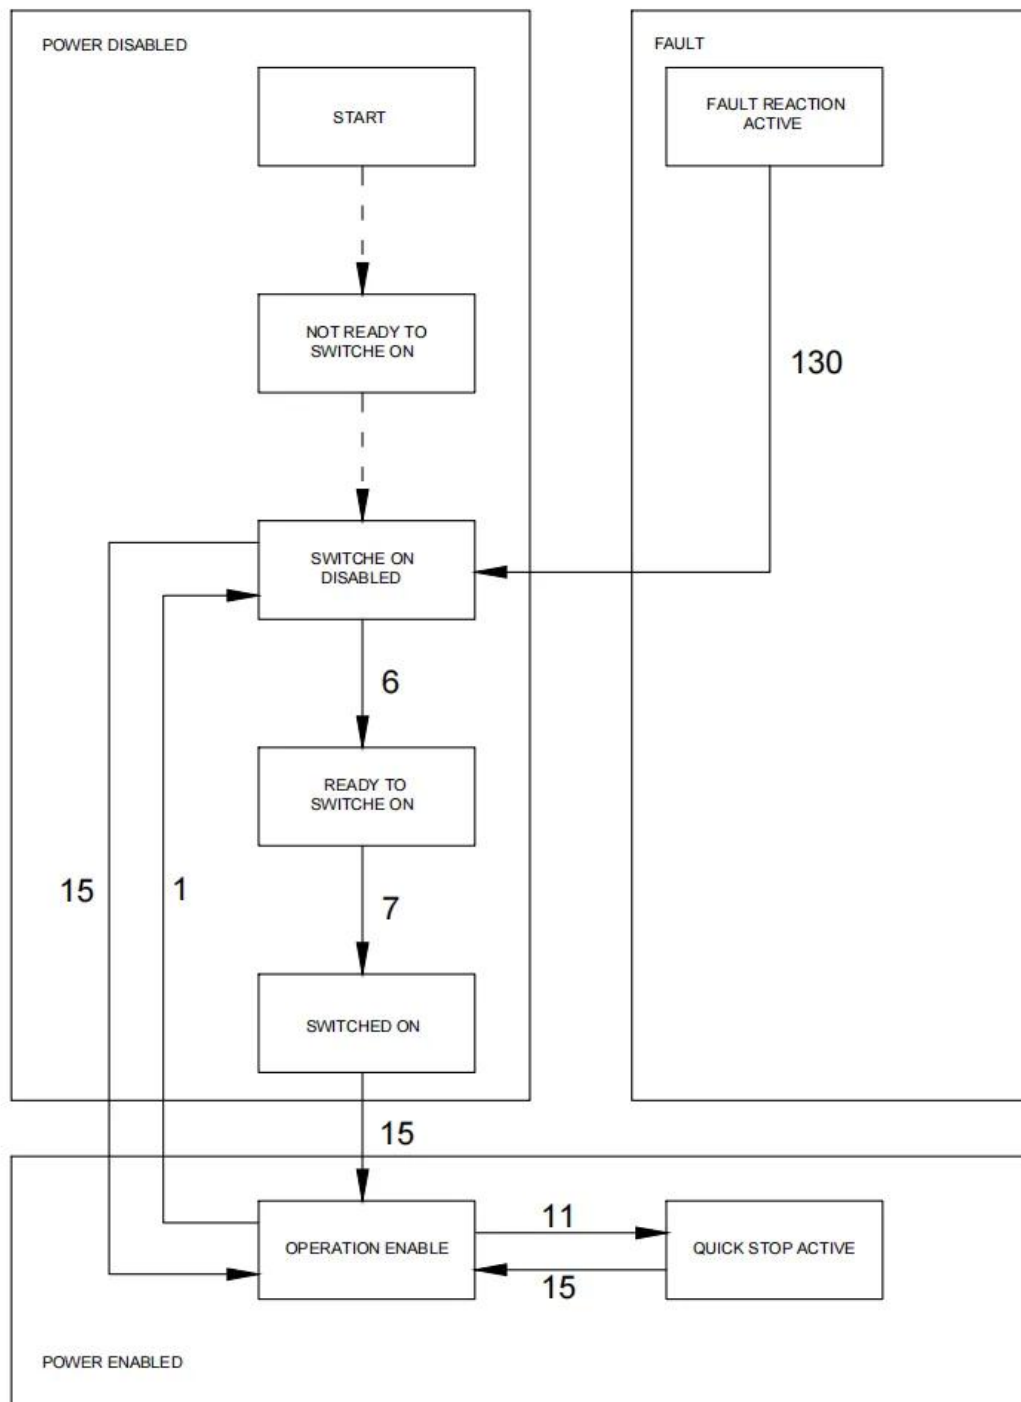 POWER DISABLED
FAULT
START
FAULT REACTION
ACTIVE
NOT READY TO
SWITCHE ON
130
SWITCHE ON
DISABLED
6
READY TO
SWITCHE ON
15
1
7
SWITCHED ON
15
OPERATION ENABLE
11
15
QUICK STOP ACTIVE
POWER ENABLED